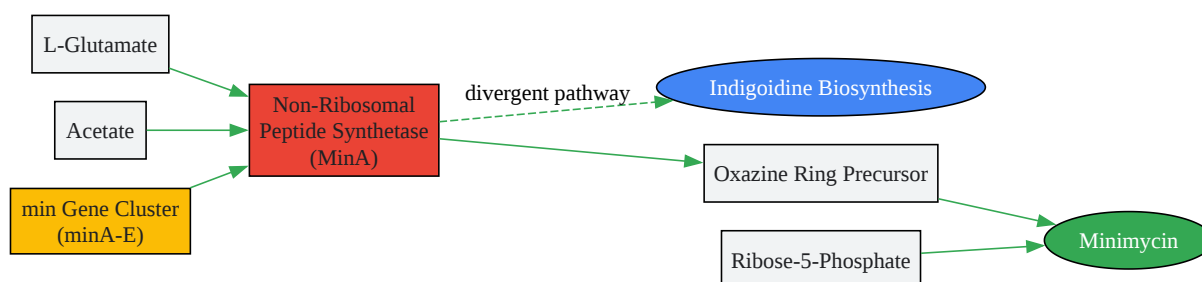 L-Glutamate
Acetate
min Gene Cluster
(minA-E)
Non-Ribosomal
Peptide Synthetase
(MinA)
divergent pathway
Indigoidine Biosynthesis
Oxazine Ring Precursor
Ribose-5-Phosphate
Minimycin